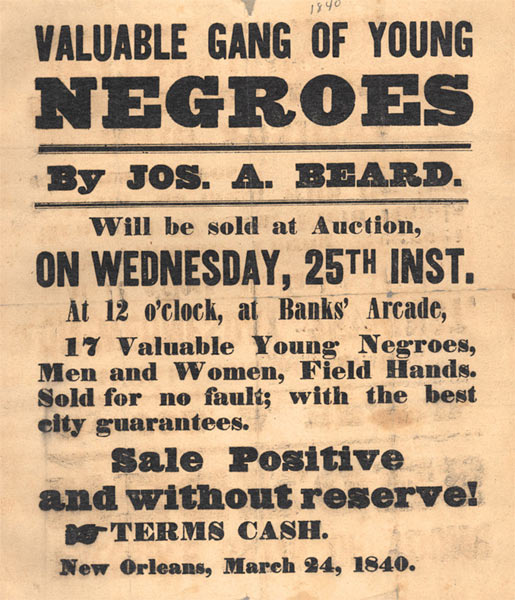 1840
VALUABLE GANG OF YOUNG
NEGROES
By JOS. A. BEARD.
Will be sold at Auction,
ON WEDNESDAY, 25TH INST.
At 12 o'clock, at Banks' Arcade,
17 Valuable Young Negroes,
Men and Women, Field Hands.
Sold for no fault; with the best
city guarantees.
Sale Positive
and without reserve!
TERMS CASH.
New Orleans, March 24, 1840.